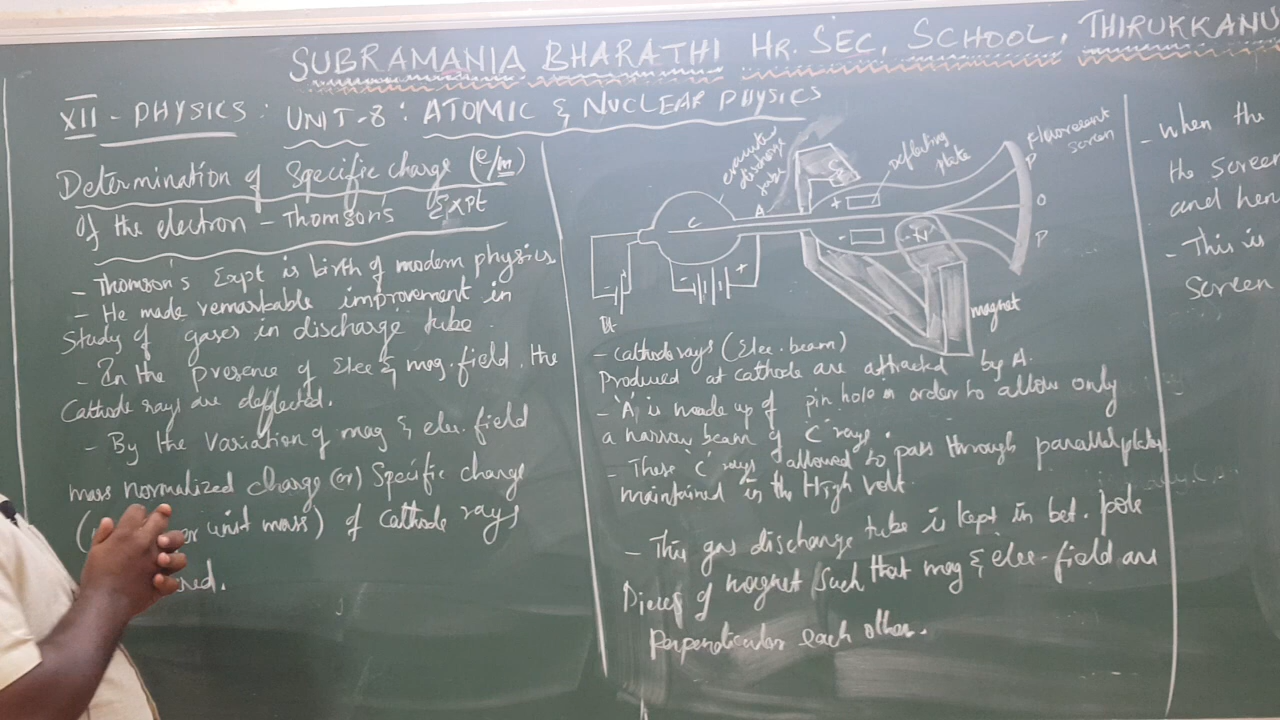 SUBRAMANIA BHARATHI HR. SEC. SCHOOL, THIRUKKANU
XII - PHYSICS : UNIT-8 : ATOMIC & NUCLEAR PHYSICS
Determination of Specific charge (e/m)
Of the electron - Thomson's Expt
- Thomson's Expt is birth of modern physics
- He made remarkable improvement in
Study of gases in discharge tube.
- In the presence of Elec & mag. field, the
Cathode rays are deflected.
- By the variation of mag & elec. field
mass normalized charge (or) Specific charge
unit mass) of cathode rays
evacuate
discharge
tube
deflecting
plate
Fluorescent
screen
C
A
S
+
-
N
P
O
P
-
- +
magnet
- cathode rays (Elec. beam)
Produced at cathode are attracted by A.
- 'A' is made up of pin hole in order to allow only
a narrow beam of 'C' rays
- These 'C' rays allowed to pass through parallel plates
maintained in the High volt.
- This gas discharge tube is kept in bet. pole
Pieces of magnet such that mag & elec-field are
perpendicular each other.
- when the
the screen
and hen
- This is
screen